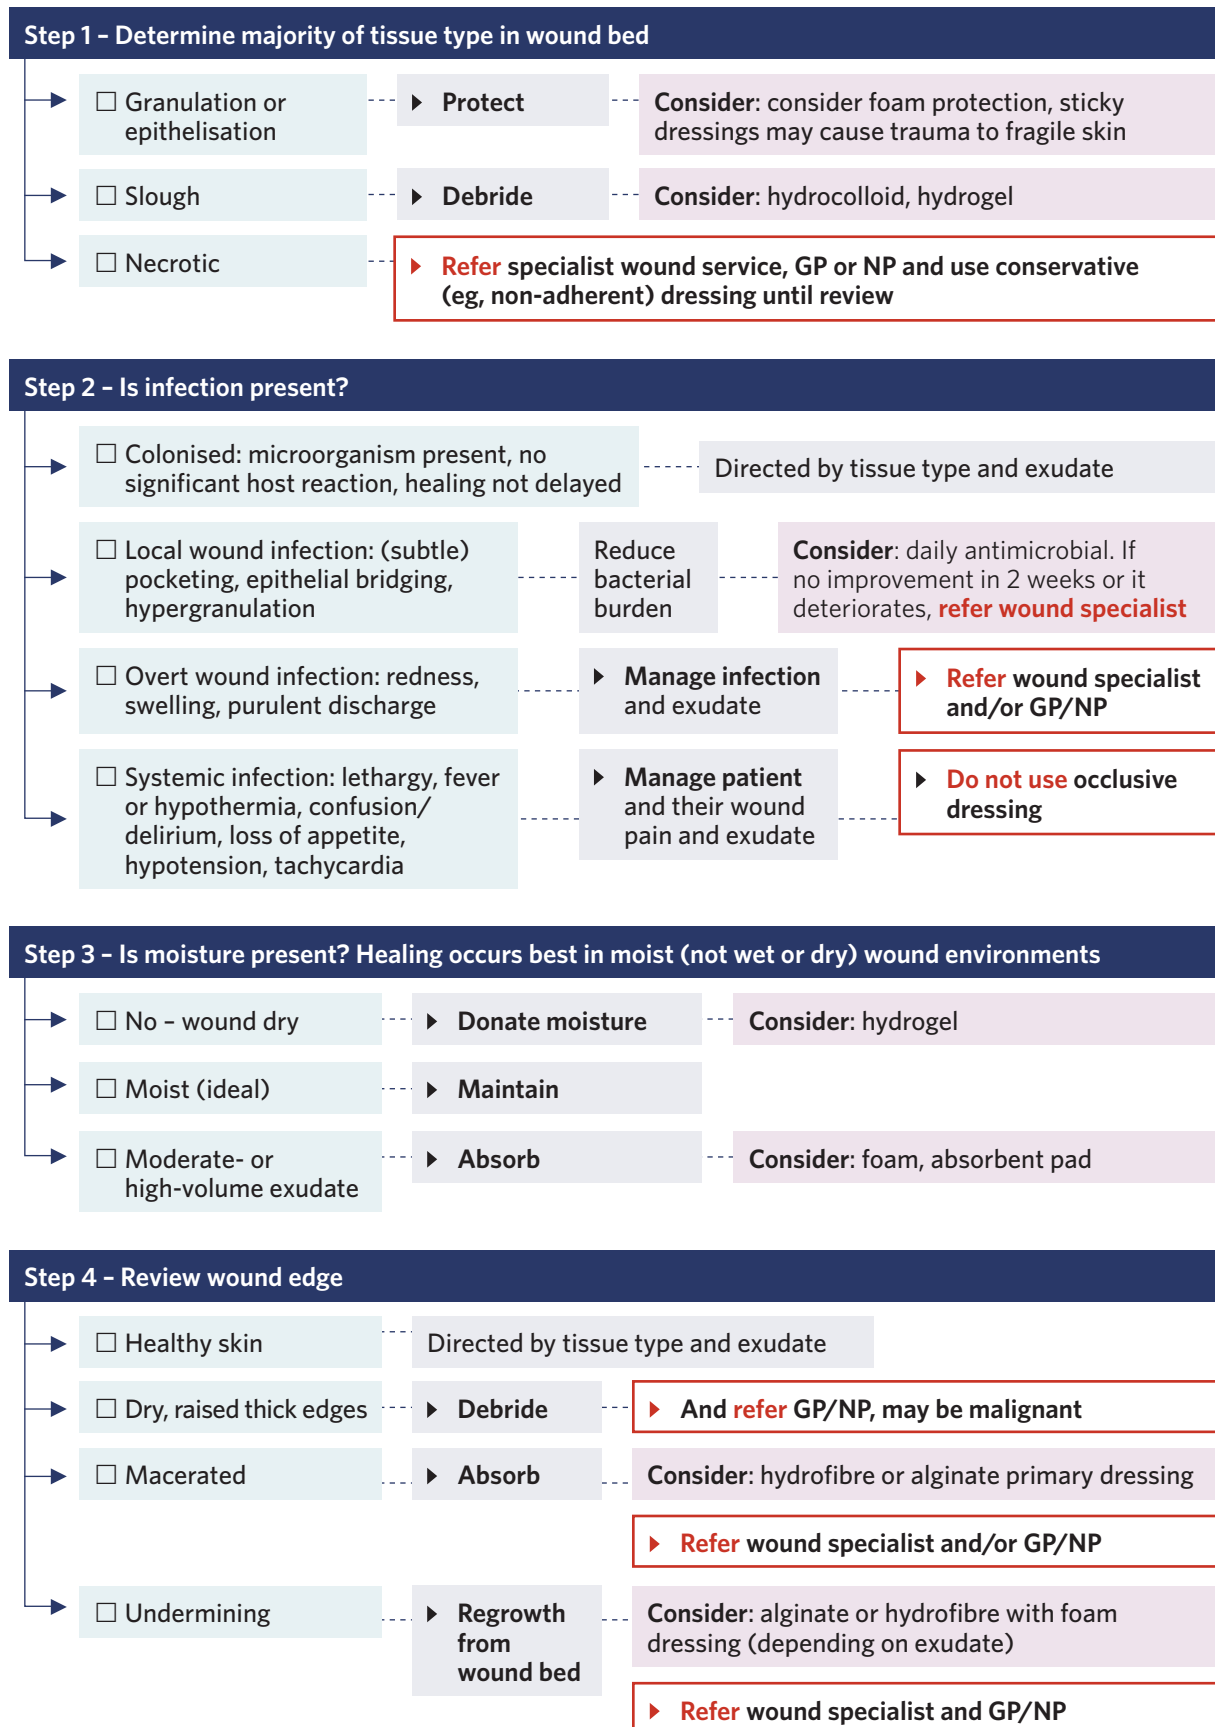 Step 1 – Determine majority of tissue type in wound bed
☐ Granulation or
epithelisation
Protect
Consider: consider foam protection, sticky
dressings may cause trauma to fragile skin
☐ Slough
Debride
Consider: hydrocolloid, hydrogel
☐ Necrotic
Refer specialist wound service, GP or NP and use conservative
(eg, non-adherent) dressing until review
Step 2 – Is infection present?
☐ Colonised: microorganism present, no
significant host reaction, healing not delayed
Directed by tissue type and exudate
☐ Local wound infection: (subtle)
pocketing, epithelial bridging,
hypergranulation
Reduce
bacterial
burden
Consider: daily antimicrobial. If
no improvement in 2 weeks or it
deteriorates, refer wound specialist
☐ Overt wound infection: redness,
swelling, purulent discharge
Manage infection
and exudate
Refer wound specialist
and/or GP/NP
☐ Systemic infection: lethargy, fever
or hypothermia, confusion/
delirium, loss of appetite,
hypotension, tachycardia
Manage patient
and their wound
pain and exudate
Do not use occlusive
dressing
Step 3 – Is moisture present? Healing occurs best in moist (not wet or dry) wound environments
☐ No – wound dry
Donate moisture
Consider: hydrogel
☐ Moist (ideal)
Maintain
☐ Moderate- or
high-volume exudate
Absorb
Consider: foam, absorbent pad
Step 4 – Review wound edge
☐ Healthy skin
Directed by tissue type and exudate
☐ Dry, raised thick edges
Debride
And refer GP/NP, may be malignant
☐ Macerated
Absorb
Consider: hydrofibre or alginate primary dressing
Refer wound specialist and/or GP/NP
☐ Undermining
Regrowth
from
wound bed
Consider: alginate or hydrofibre with foam
dressing (depending on exudate)
Refer wound specialist and GP/NP